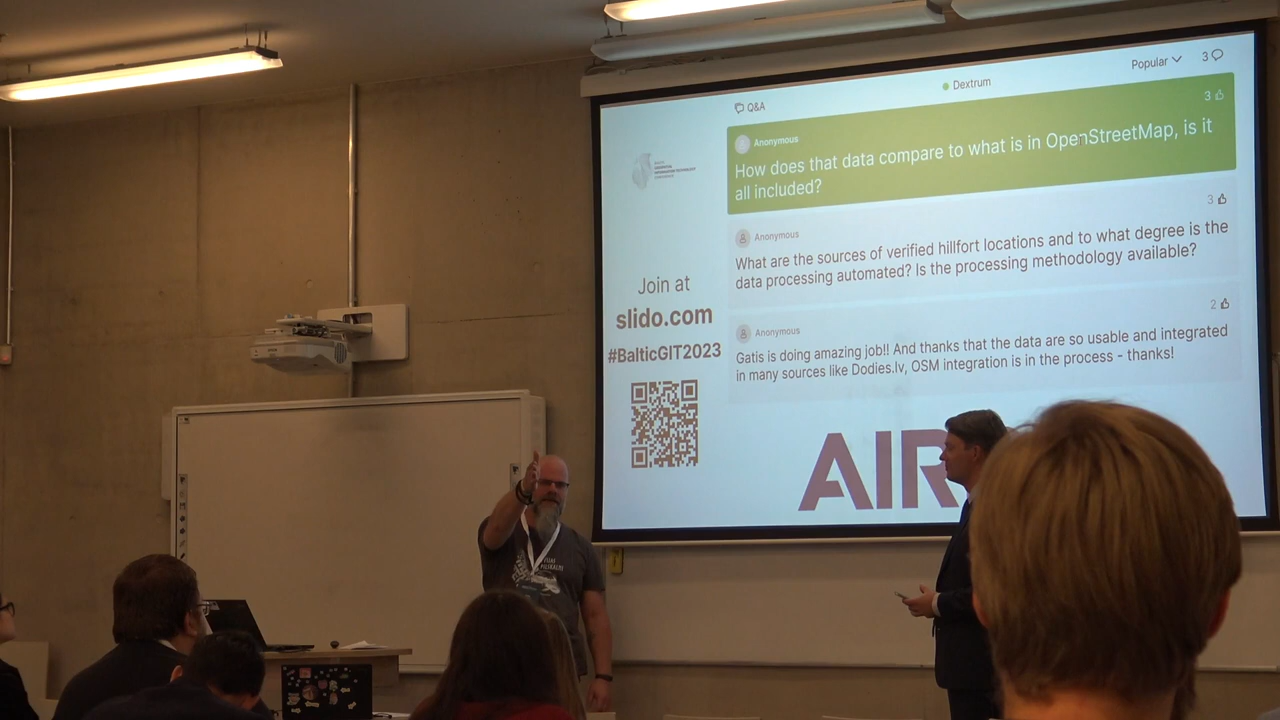 Q&A
Dextrum
Popular
3
Anonymous
3
How does that data compare to what is in OpenStreetMap, is it
all included?
Anonymous
3
What are the sources of verified hillfort locations and to what degree is the
data processing automated? Is the processing methodology available?
Anonymous
2
Gatis is doing amazing job!! And thanks that the data are so usable and integrated
in many sources like Dodies.lv, OSM integration is in the process - thanks!
Join at
slido.com
#BalticGIT2023
AIR